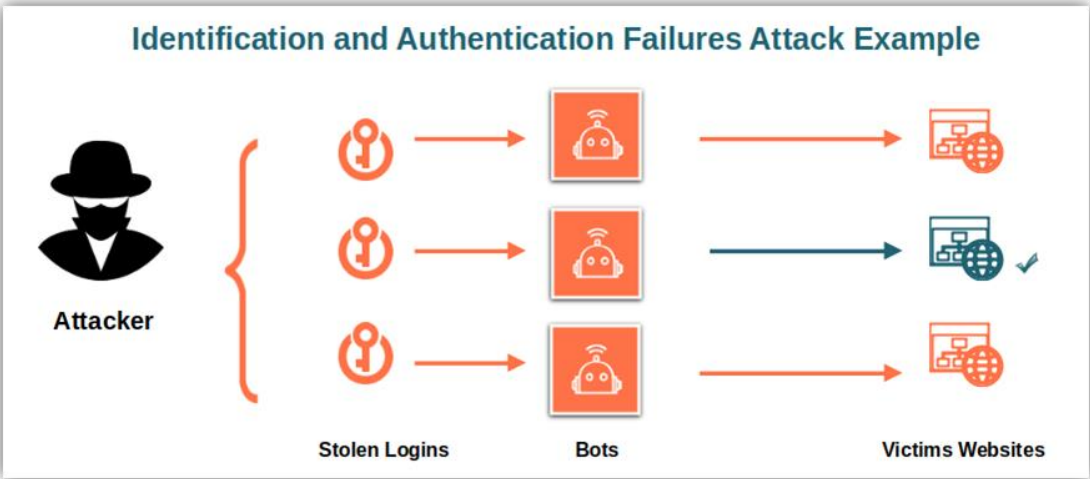 Identification and Authentication Failures Attack Example
Attacker
Stolen Logins
Bots
Victims Websites